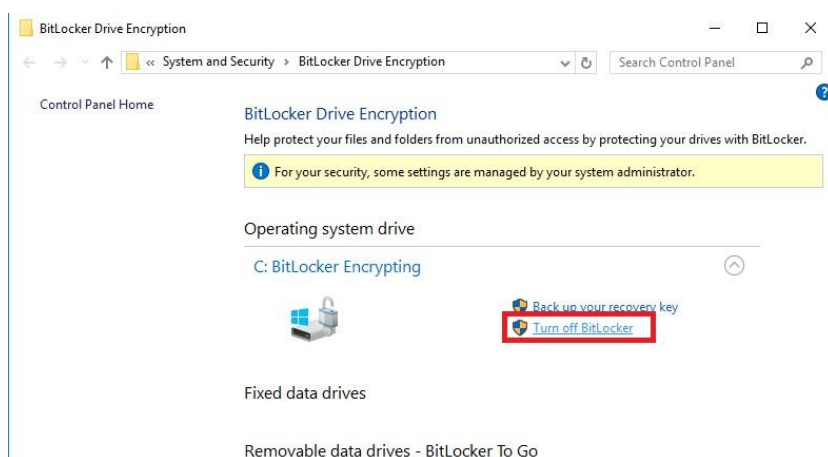 BitLocker Drive Encryption
« System and Security > BitLocker Drive Encryption
Search Control Panel
Control Panel Home
BitLocker Drive Encryption
Help protect your files and folders from unauthorized access by protecting your drives with BitLocker.
For your security, some settings are managed by your system administrator.
Operating system drive
C: BitLocker Encrypting
Back up your recovery key
Turn off BitLocker
Fixed data drives
Removable data drives - BitLocker To Go